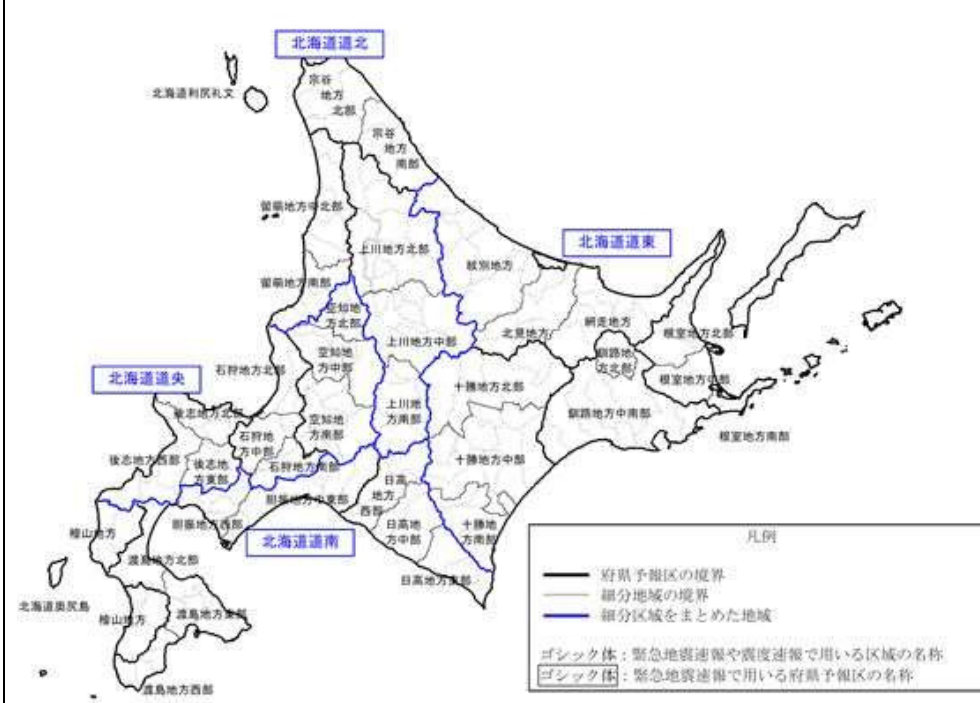 北海道道北
宗谷
地方
北部
北海道利尻礼文
宗谷
地方
南部
留萌地方中北部
北海道道東
上川地方北部
紋別地方
留萌地方南部
空知地
方北部
網走地方
北見地方
根室地方北部
上川地方中部
空知地
方中部
釧路地
方北部
石狩地方北部
根室地方中部
北海道道央
十勝地方北部
上川地
方南部
後志地方北部
空知地
方南部
釧路地方中南部
石狩地
方中部
根室地方南部
後志地方西部
後志地
方東部
石狩地方南部
十勝地方中部
日高
地方
西部
胆振地方中東部
胆振地方西部
日高地
方中部
十勝地
方南部
檜山地方
北海道道南
渡島地方北部
日高地方東部
北海道奥尻島
檜山地方
渡島地方東部
渡島地方西部
凡例
府県予報区の境界
細分地域の境界
細分区域をまとめた地域
ゴシック体：緊急地震速報や震度速報で用いる区域の名称
ゴシック体：緊急地震速報で用いる府県予報区の名称